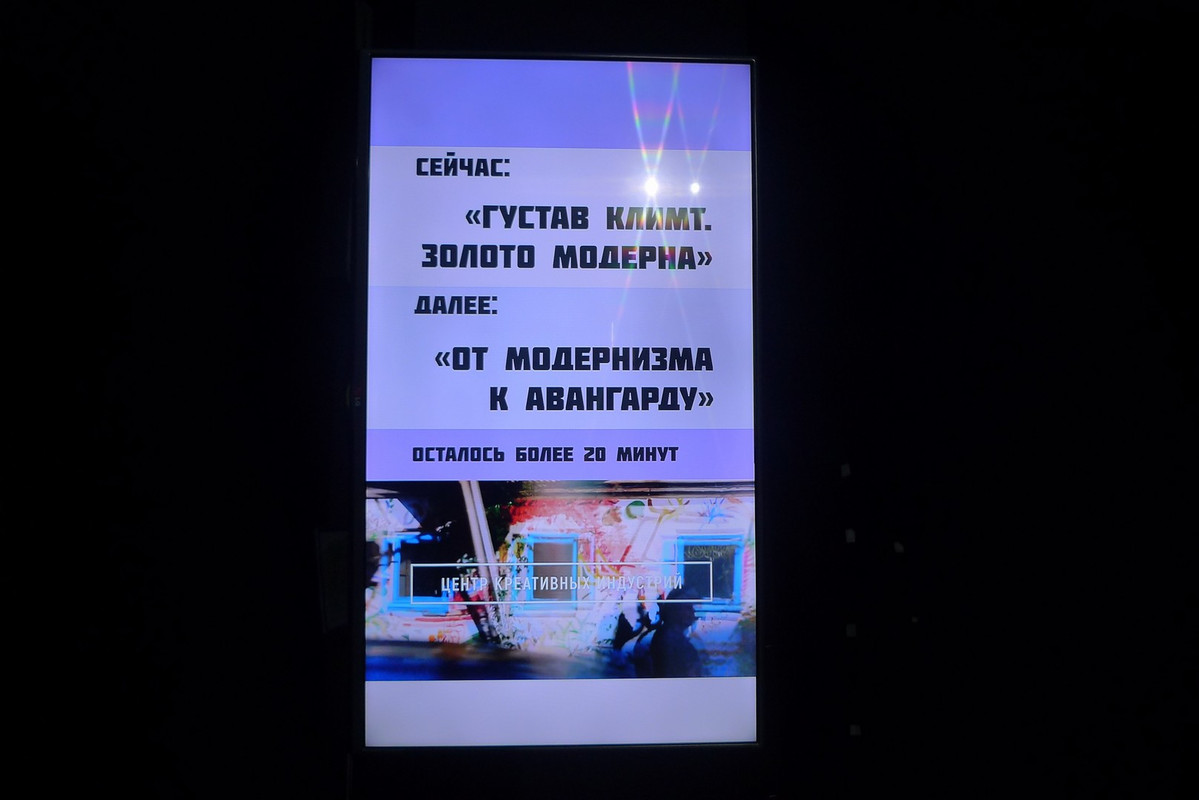 СЕЙЧАС:
«ГУСТАВ КЛИМТ.
ЗОЛОТО МОДЕРНА»
ДАЛЕЕ:
«ОТ МОДЕРНИЗМА
К АВАНГАРДУ»
ОСТАЛОСЬ БОЛЕЕ 20 МИНУТ
ЦЕНТР КРЕАТИВНЫХ ИНДУСТРИЙ